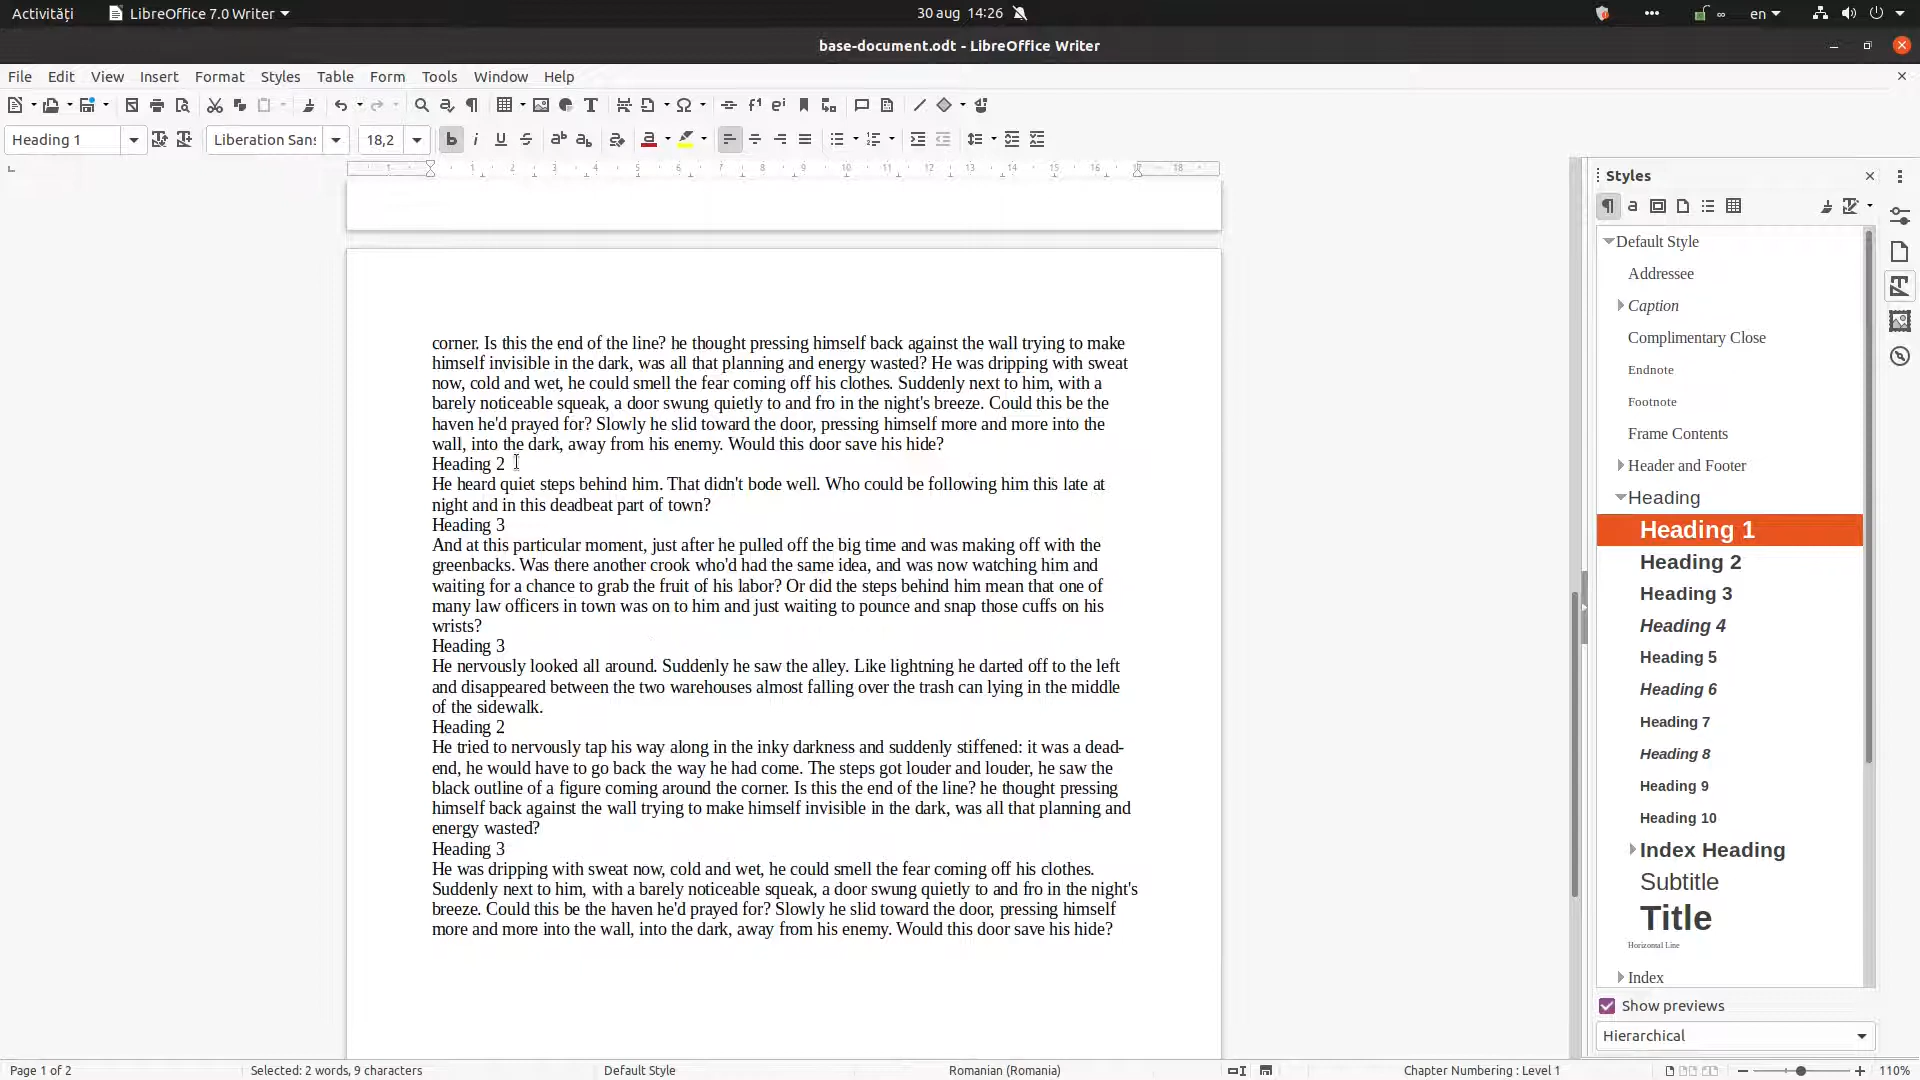 Activități
LibreOffice 7.0 Writer
30 aug 14:26
en
base-document.odt - LibreOffice Writer
File Edit View Insert Format Styles Table Form Tools Window Help
Heading 1
Liberation Sans
18,2
1 1 2 3 4 5 6 7 8 9 10 11 12 13 14 15 16 17 18
corner. Is this the end of the line? he thought pressing himself back against the wall trying to make
himself invisible in the dark, was all that planning and energy wasted? He was dripping with sweat
now, cold and wet, he could smell the fear coming off his clothes. Suddenly next to him, with a
barely noticeable squeak, a door swung quietly to and fro in the night's breeze. Could this be the
haven he'd prayed for? Slowly he slid toward the door, pressing himself more and more into the
wall, into the dark, away from his enemy. Would this door save his hide?
Heading 2
He heard quiet steps behind him. That didn't bode well. Who could be following him this late at
night and in this deadbeat part of town?
Heading 3
And at this particular moment, just after he pulled off the big time and was making off with the
greenbacks. Was there another crook who'd had the same idea, and was now watching him and
waiting for a chance to grab the fruit of his labor? Or did the steps behind him mean that one of
many law officers in town was on to him and just waiting to pounce and snap those cuffs on his
wrists?
Heading 3
He nervously looked all around. Suddenly he saw the alley. Like lightning he darted off to the left
and disappeared between the two warehouses almost falling over the trash can lying in the middle
of the sidewalk.
Heading 2
He tried to nervously tap his way along in the inky darkness and suddenly stiffened: it was a dead-
end, he would have to go back the way he had come. The steps got louder and louder, he saw the
black outline of a figure coming around the corner. Is this the end of the line? he thought pressing
himself back against the wall trying to make himself invisible in the dark, was all that planning and
energy wasted?
Heading 3
He was dripping with sweat now, cold and wet, he could smell the fear coming off his clothes.
Suddenly next to him, with a barely noticeable squeak, a door swung quietly to and fro in the night's
breeze. Could this be the haven he'd prayed for? Slowly he slid toward the door, pressing himself
more and more into the wall, into the dark, away from his enemy. Would this door save his hide?
Styles
Default Style
Addressee
Caption
Complimentary Close
Endnote
Footnote
Frame Contents
Header and Footer
Heading
Heading 1
Heading 2
Heading 3
Heading 4
Heading 5
Heading 6
Heading 7
Heading 8
Heading 9
Heading 10
Index Heading
Subtitle
Title
Horizontal Line
Index
Show previews
Hierarchical
Page 1 of 2
Selected: 2 words, 9 characters
Default Style
Romanian (Romania)
Chapter Numbering : Level 1
110%